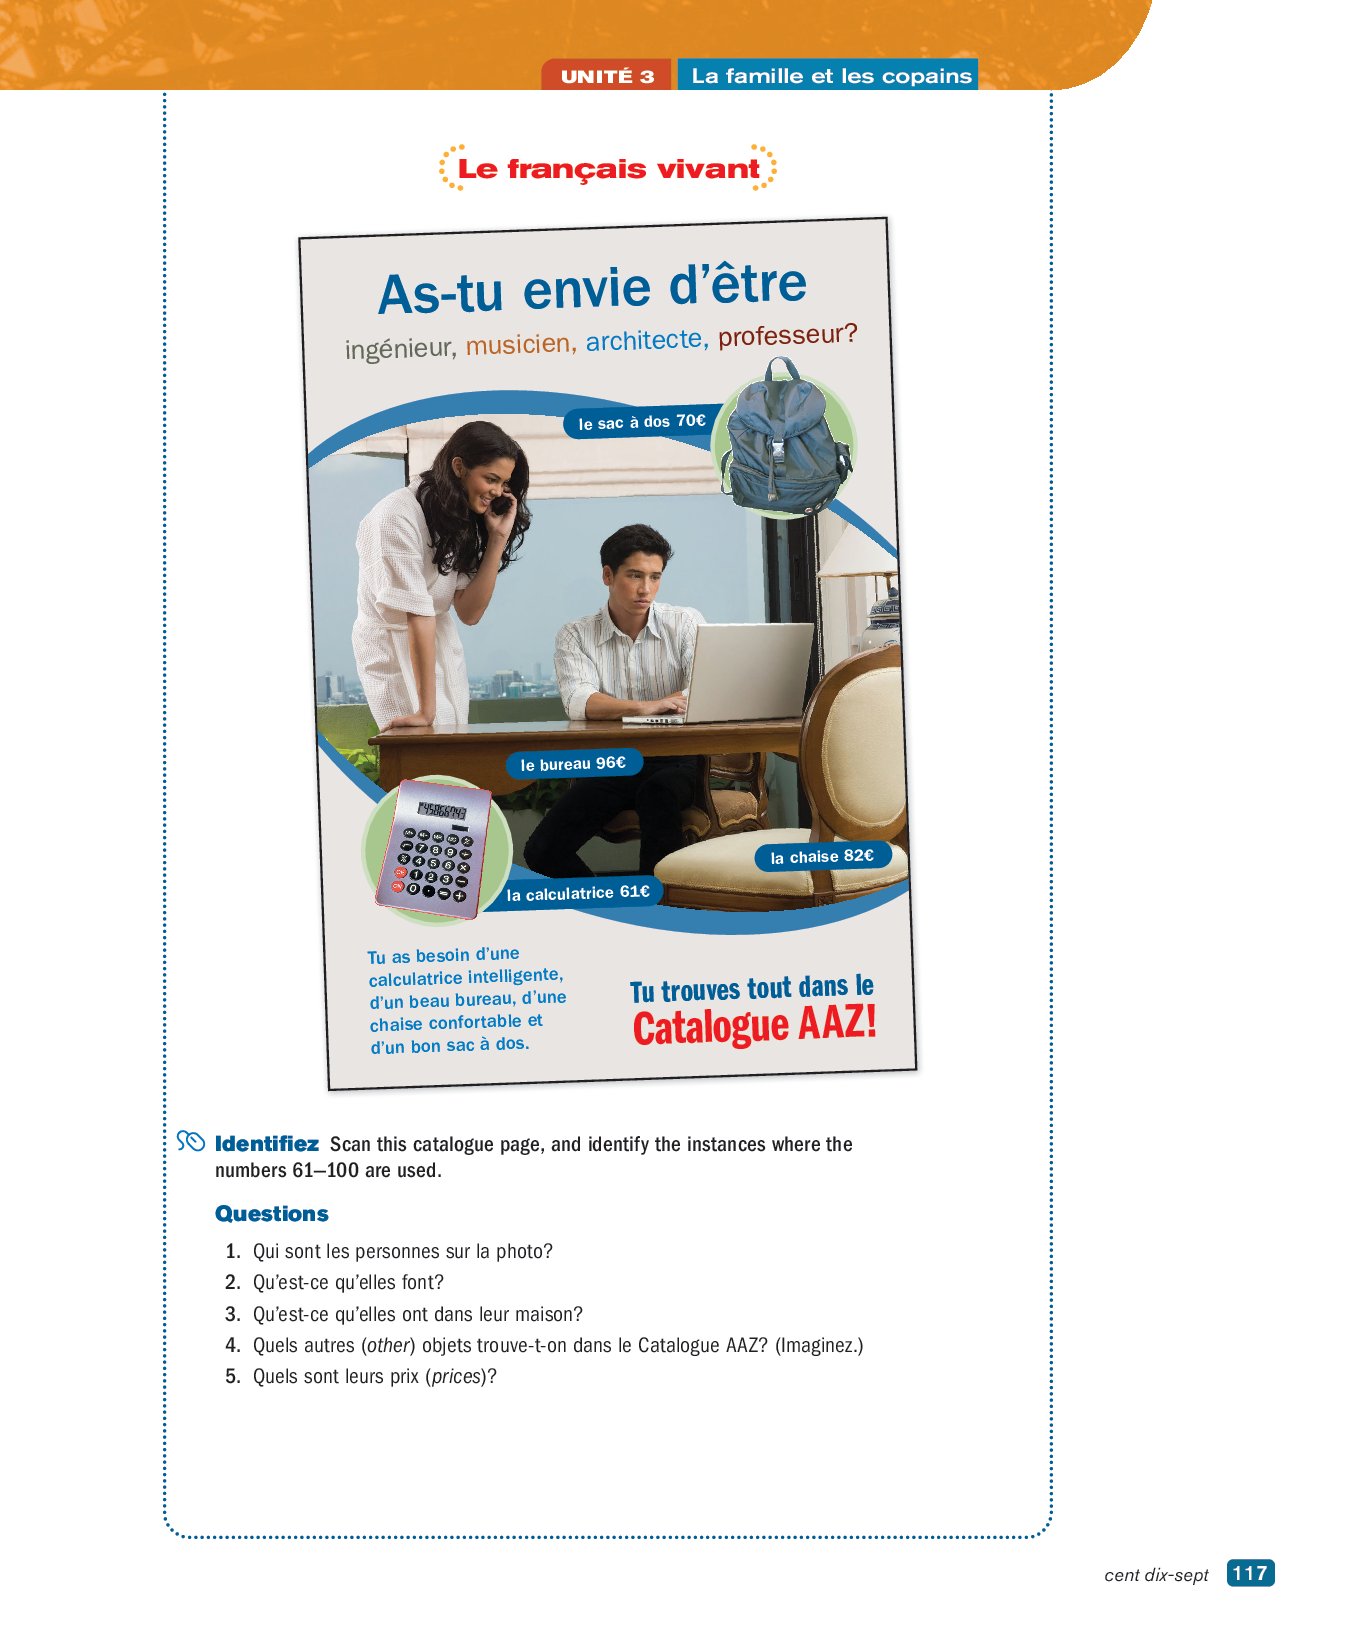 UNITÉ 3 La famille et les copains
Le français vivant
As-tu envie d'être
ingénieur, musicien, architecte, professeur?
le sac à dos 70€
le bureau 96€
la chaise 82€
la calculatrice 61€
Tu as besoin d'une
calculatrice intelligente,
d'un beau bureau, d'une
chaise confortable et
d'un bon sac à dos.
Tu trouves tout dans le
Catalogue AAZ!
Identifiez Scan this catalogue page, and identify the instances where the
numbers 61—100 are used.
Questions
1. Qui sont les personnes sur la photo?
2. Qu'est-ce qu'elles font?
3. Qu'est-ce qu'elles ont dans leur maison?
4. Quels autres (other) objets trouve-t-on dans le Catalogue AAZ? (Imaginez.)
5. Quels sont leurs prix (prices)?
cent dix-sept 117